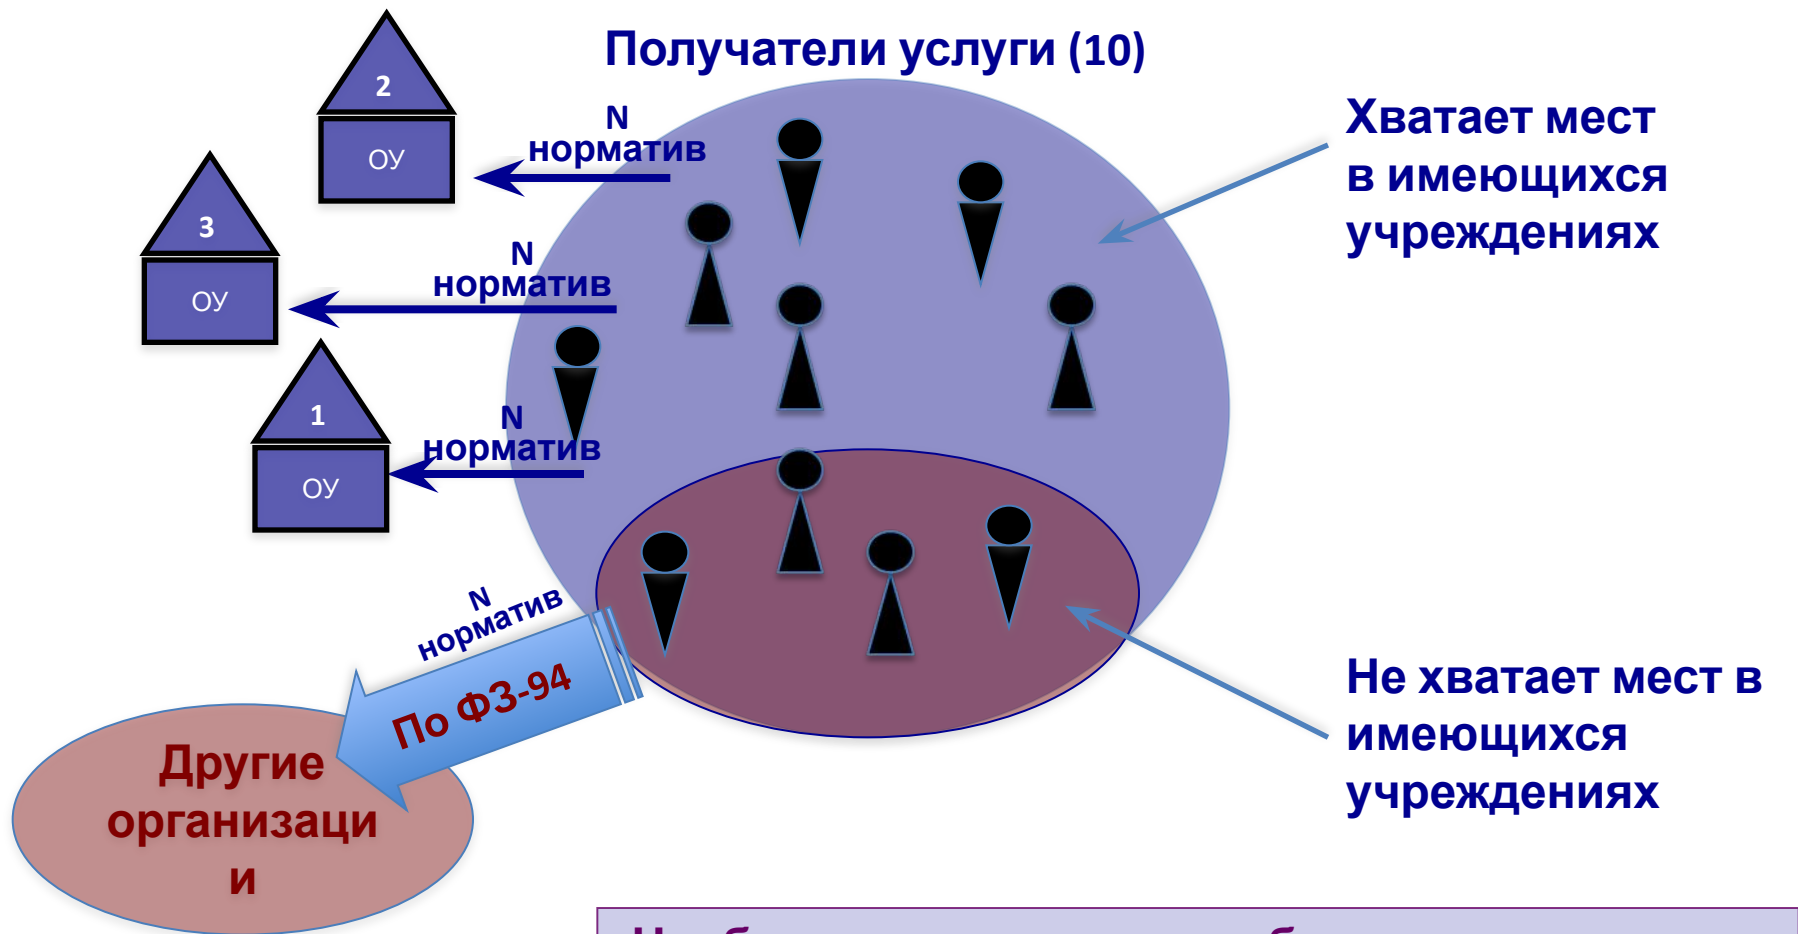 Получатели услуги (10)
2
ОУ
N
норматив
3
ОУ
N
норматив
1
ОУ
N
норматив
Хватает мест
в имеющихся
учреждениях
N
норматив
По ФЗ-94
Другие
организаци
и
Не хватает мест в
имеющихся
учреждениях